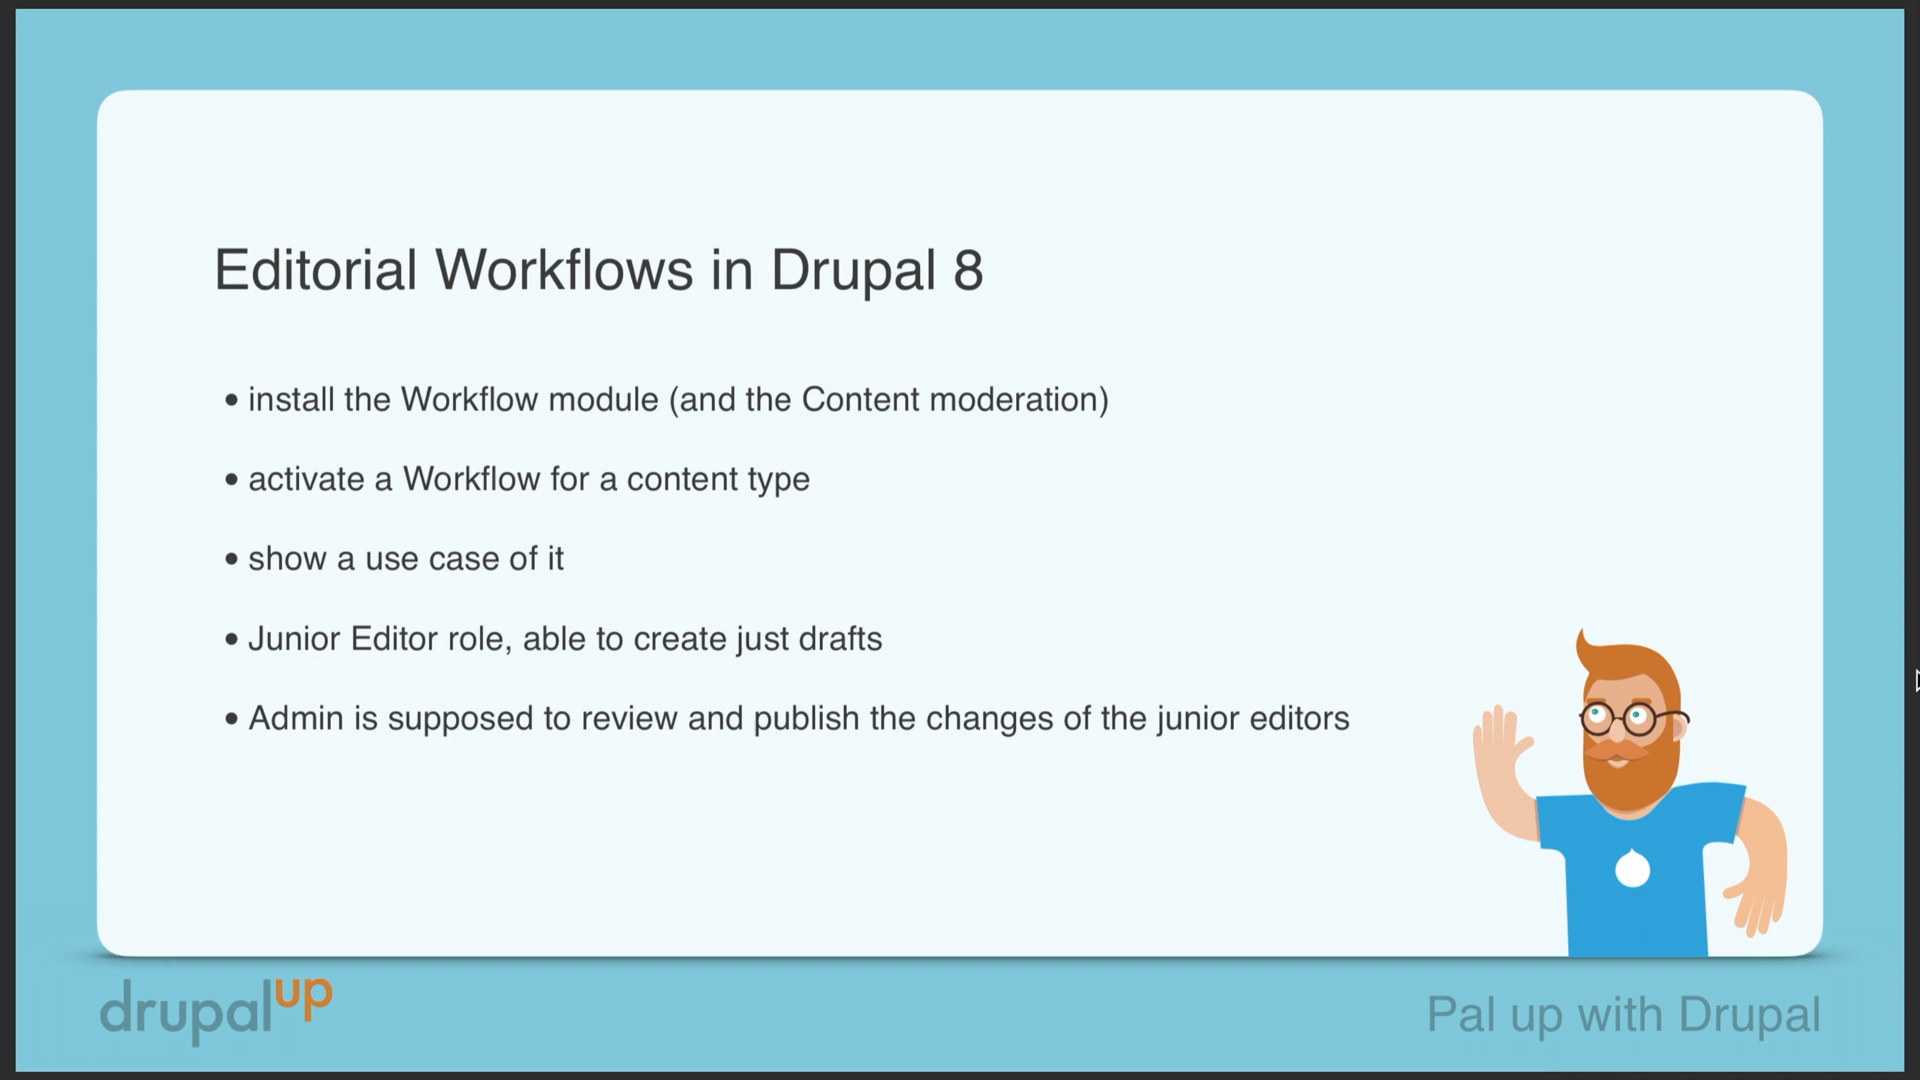 Editorial Workflows in Drupal 8
• install the Workflow module (and the Content moderation)
• activate a Workflow for a content type
• show a use case of it
• Junior Editor role, able to create just drafts
• Admin is supposed to review and publish the changes of the junior editors
drupalup
Pal up with Drupal